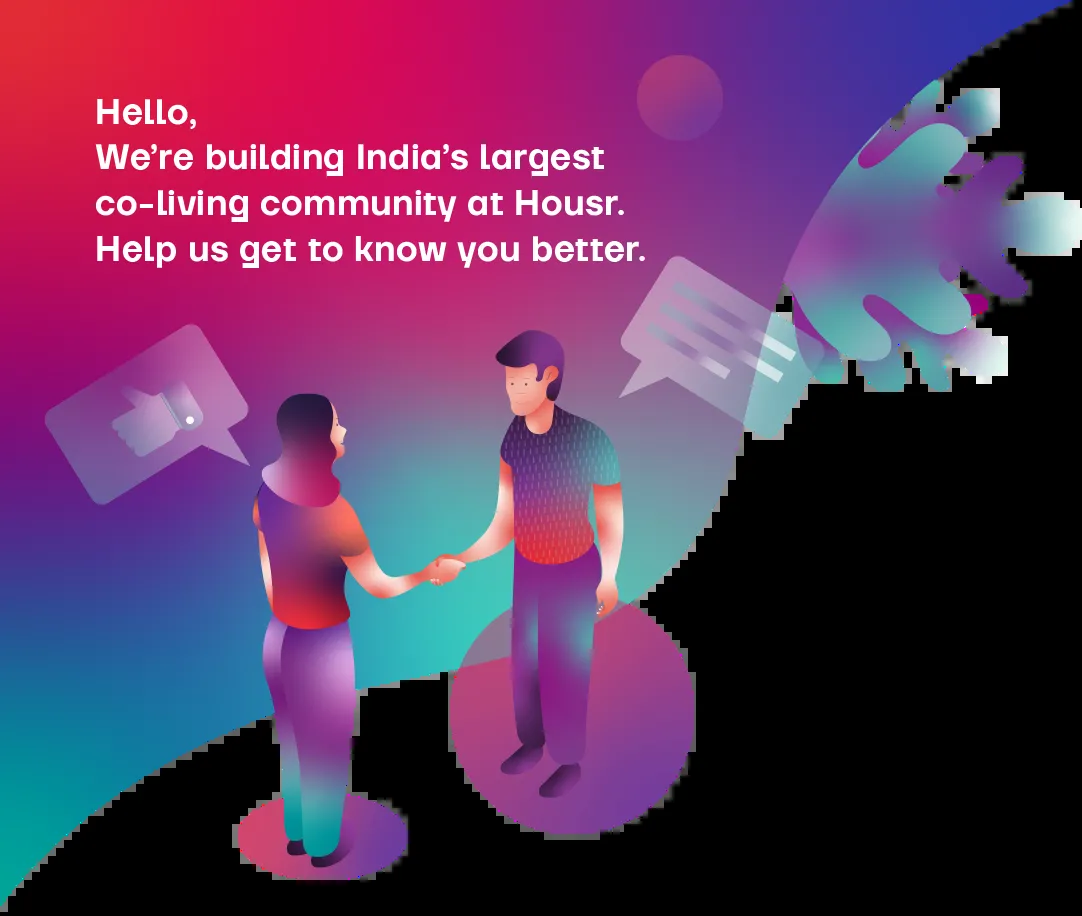 Hello,
We’re building India’s largest
co-living community at Housr.
Help us get to know you better.